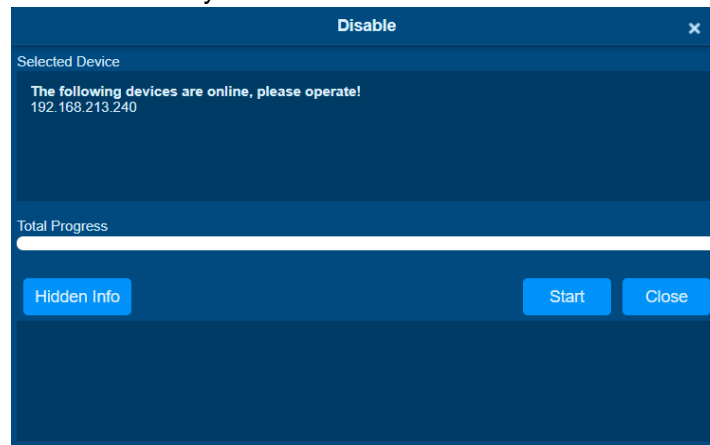 Disable
×
Selected Device
The following devices are online, please operate!
192.168.213.240
Total Progress
Hidden Info
Start
Close